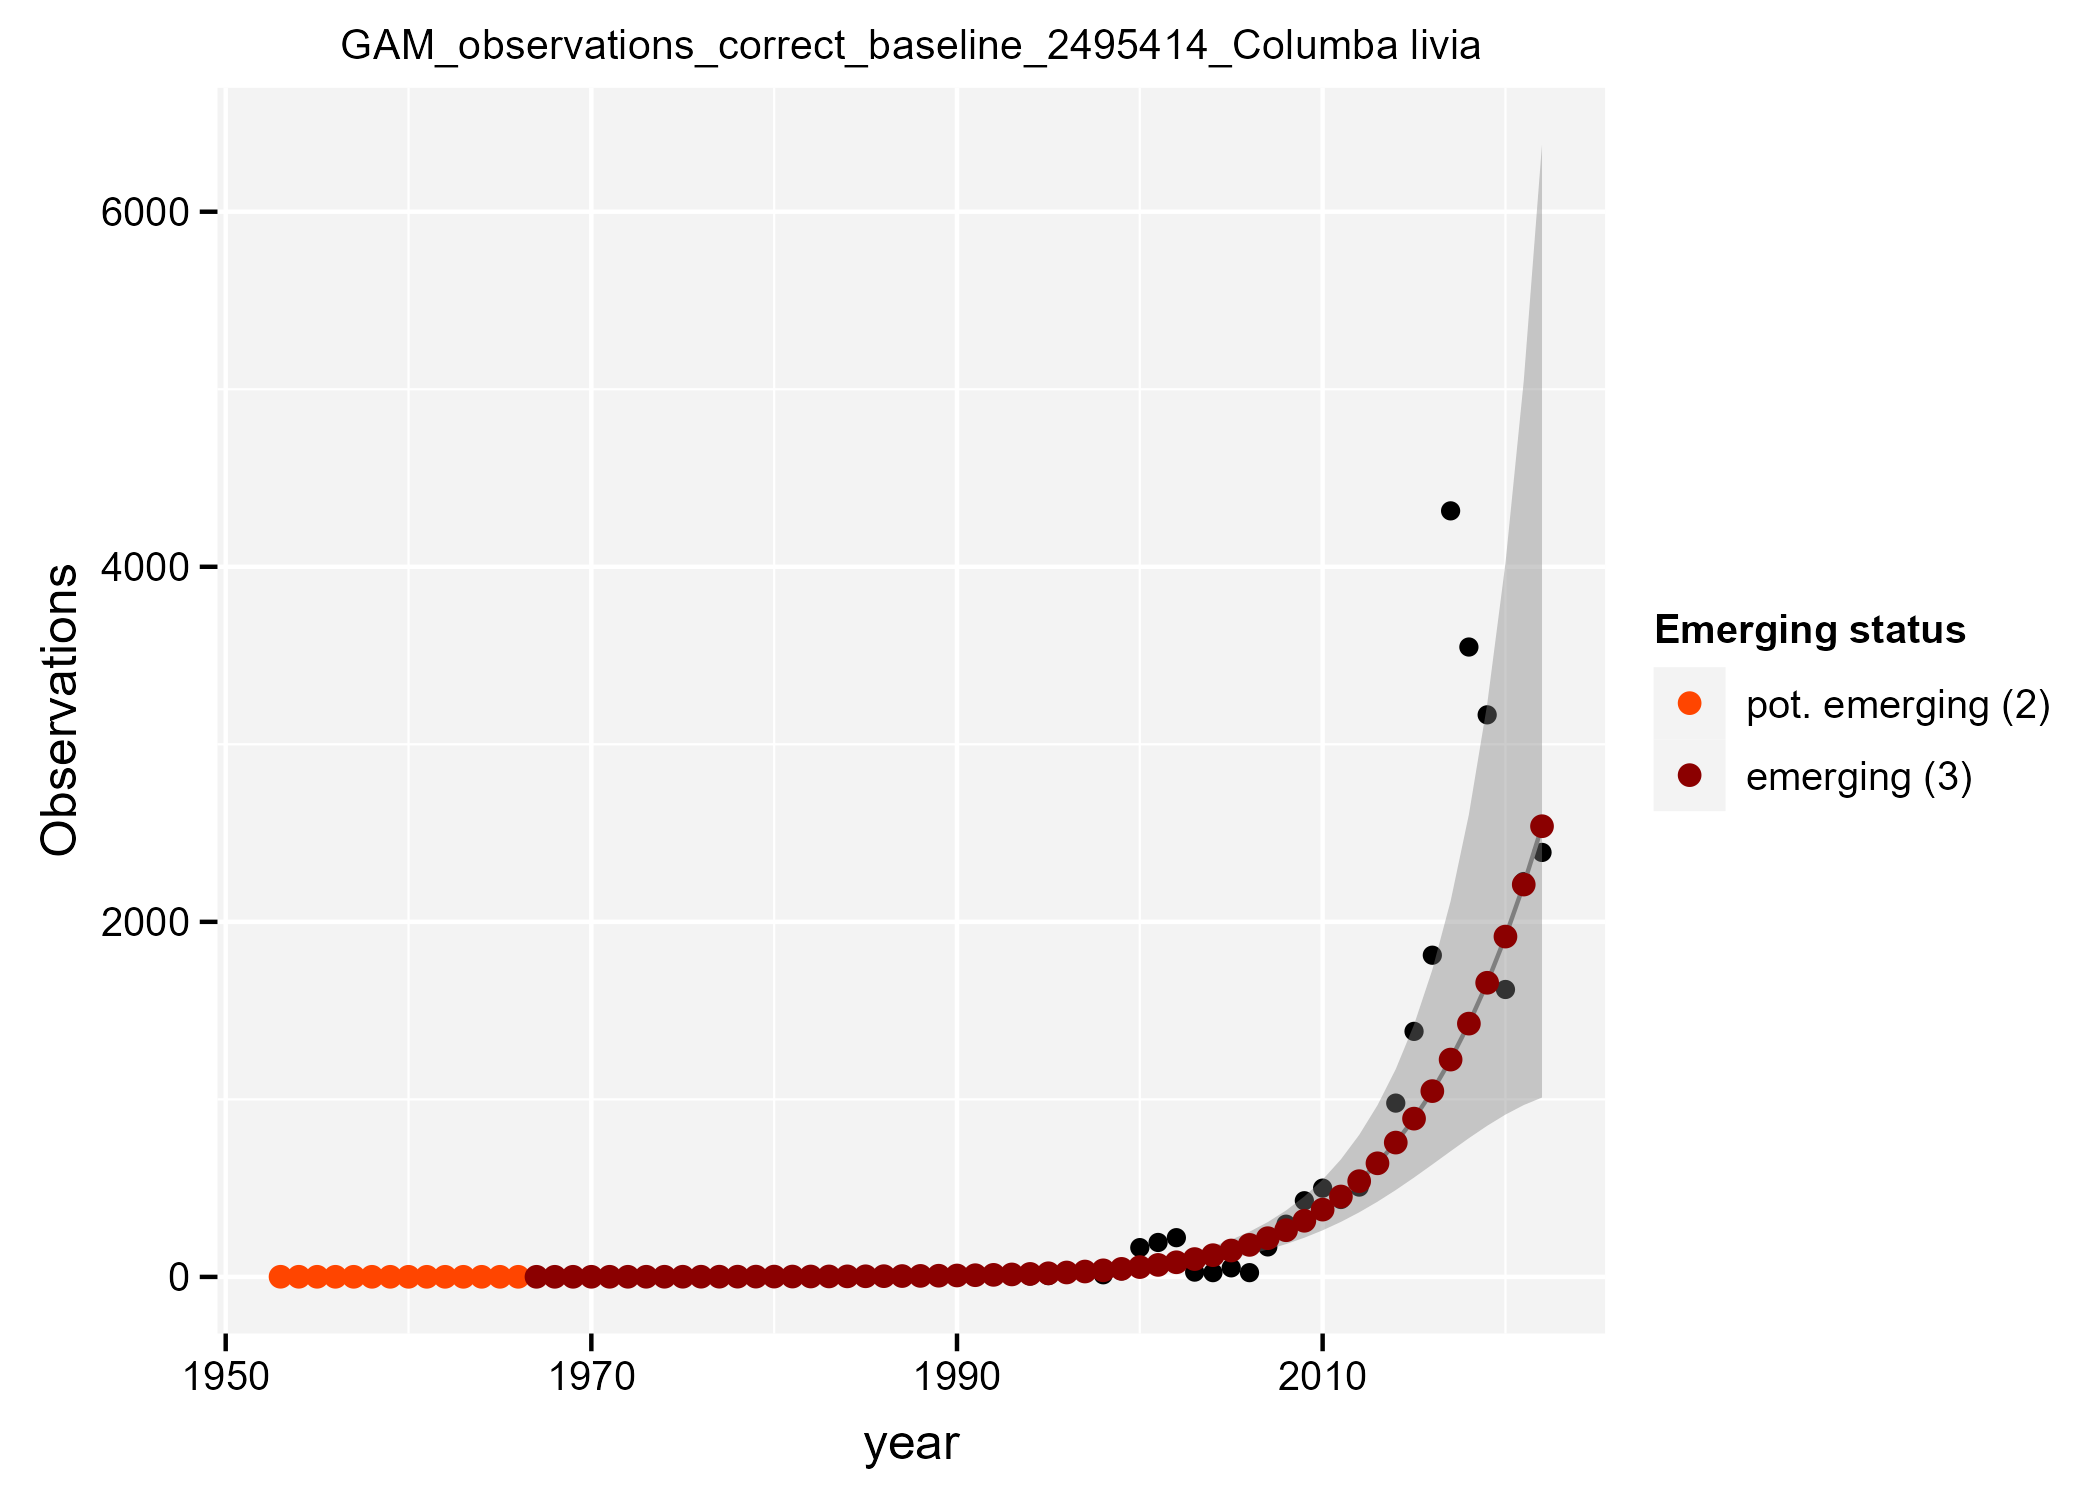 GAM_observations_correct_baseline_2495414_Columba livia
6000
4000
2000
0
Observations
1950 1970 1990 2010
year
Emerging status
pot. emerging (2)
emerging (3)